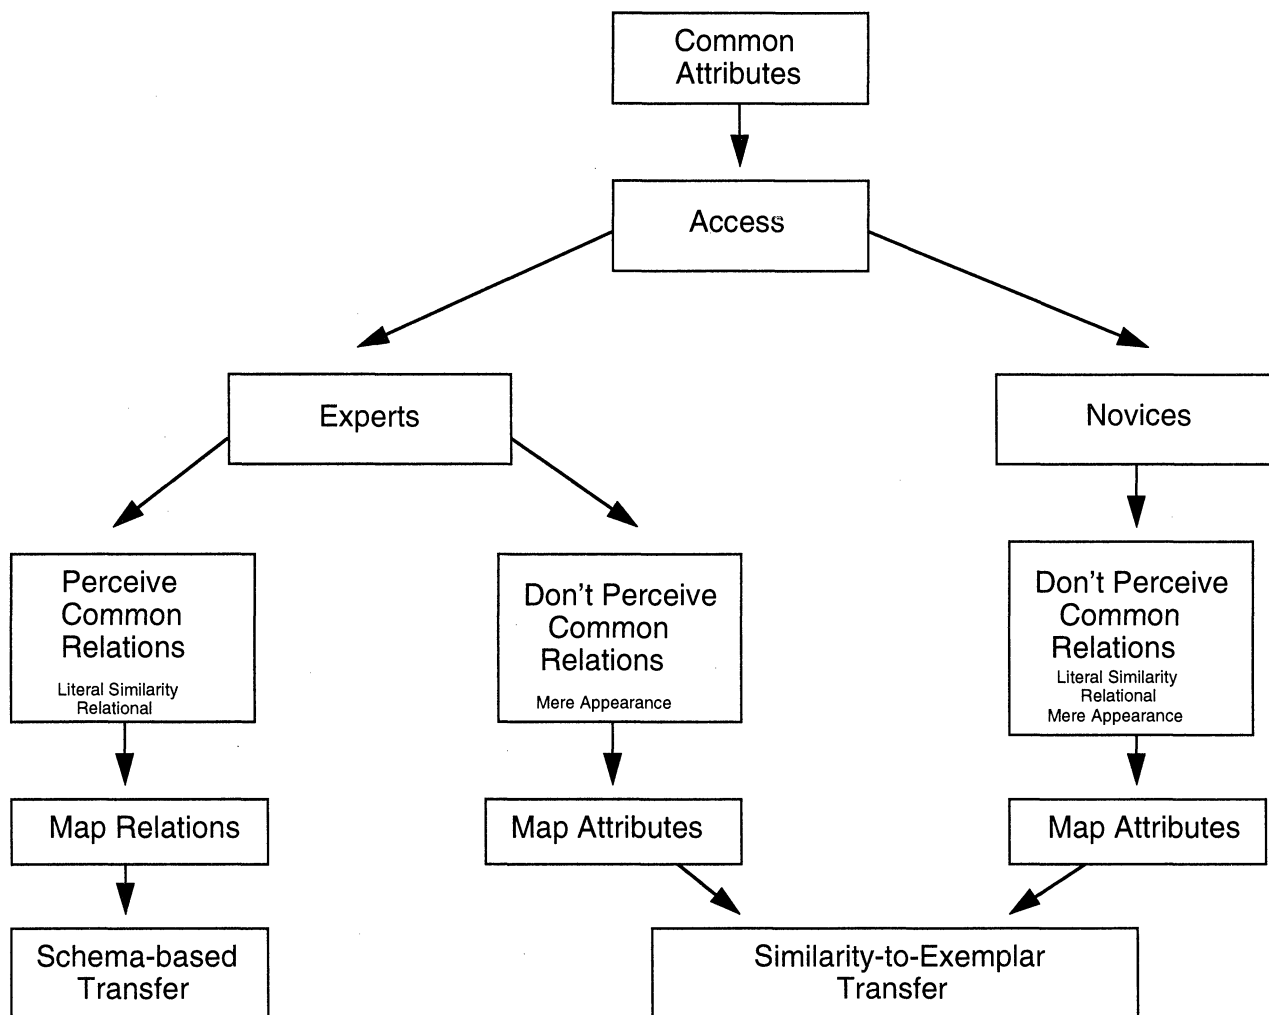 Common
Attributes
Access
Experts
Novices
Perceive
Common
Relations
Literal Similarity
Relational
Don't Perceive
Common
Relations
Mere Appearance
Don't Perceive
Common
Relations
Literal Similarity
Relational
Mere Appearance
Map Relations
Map Attributes
Map Attributes
Schema-based
Transfer
Similarity-to-Exemplar
Transfer